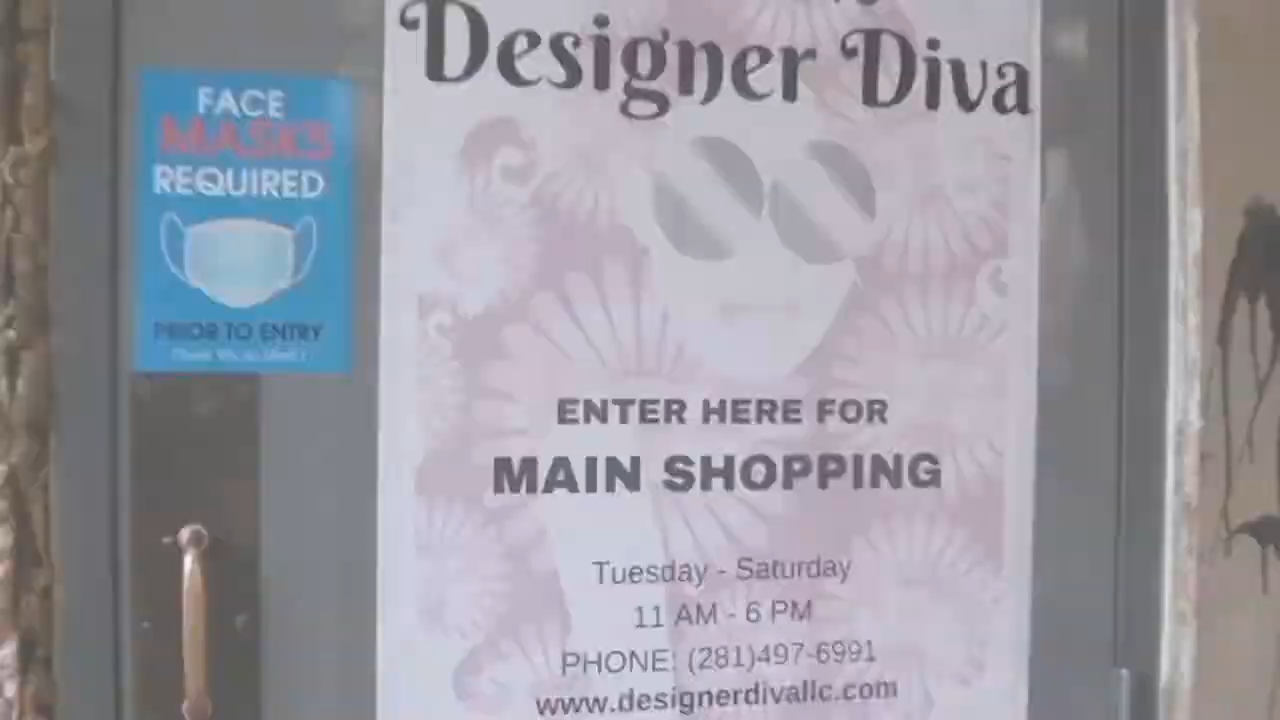 Designer Diva
FACE
MASKS
REQUIRED
PRIOR TO ENTRY
ENTER HERE FOR
MAIN SHOPPING
Tuesday - Saturday
11 AM - 6 PM
PHONE: (281)497-6991
www.designerdivallc.com